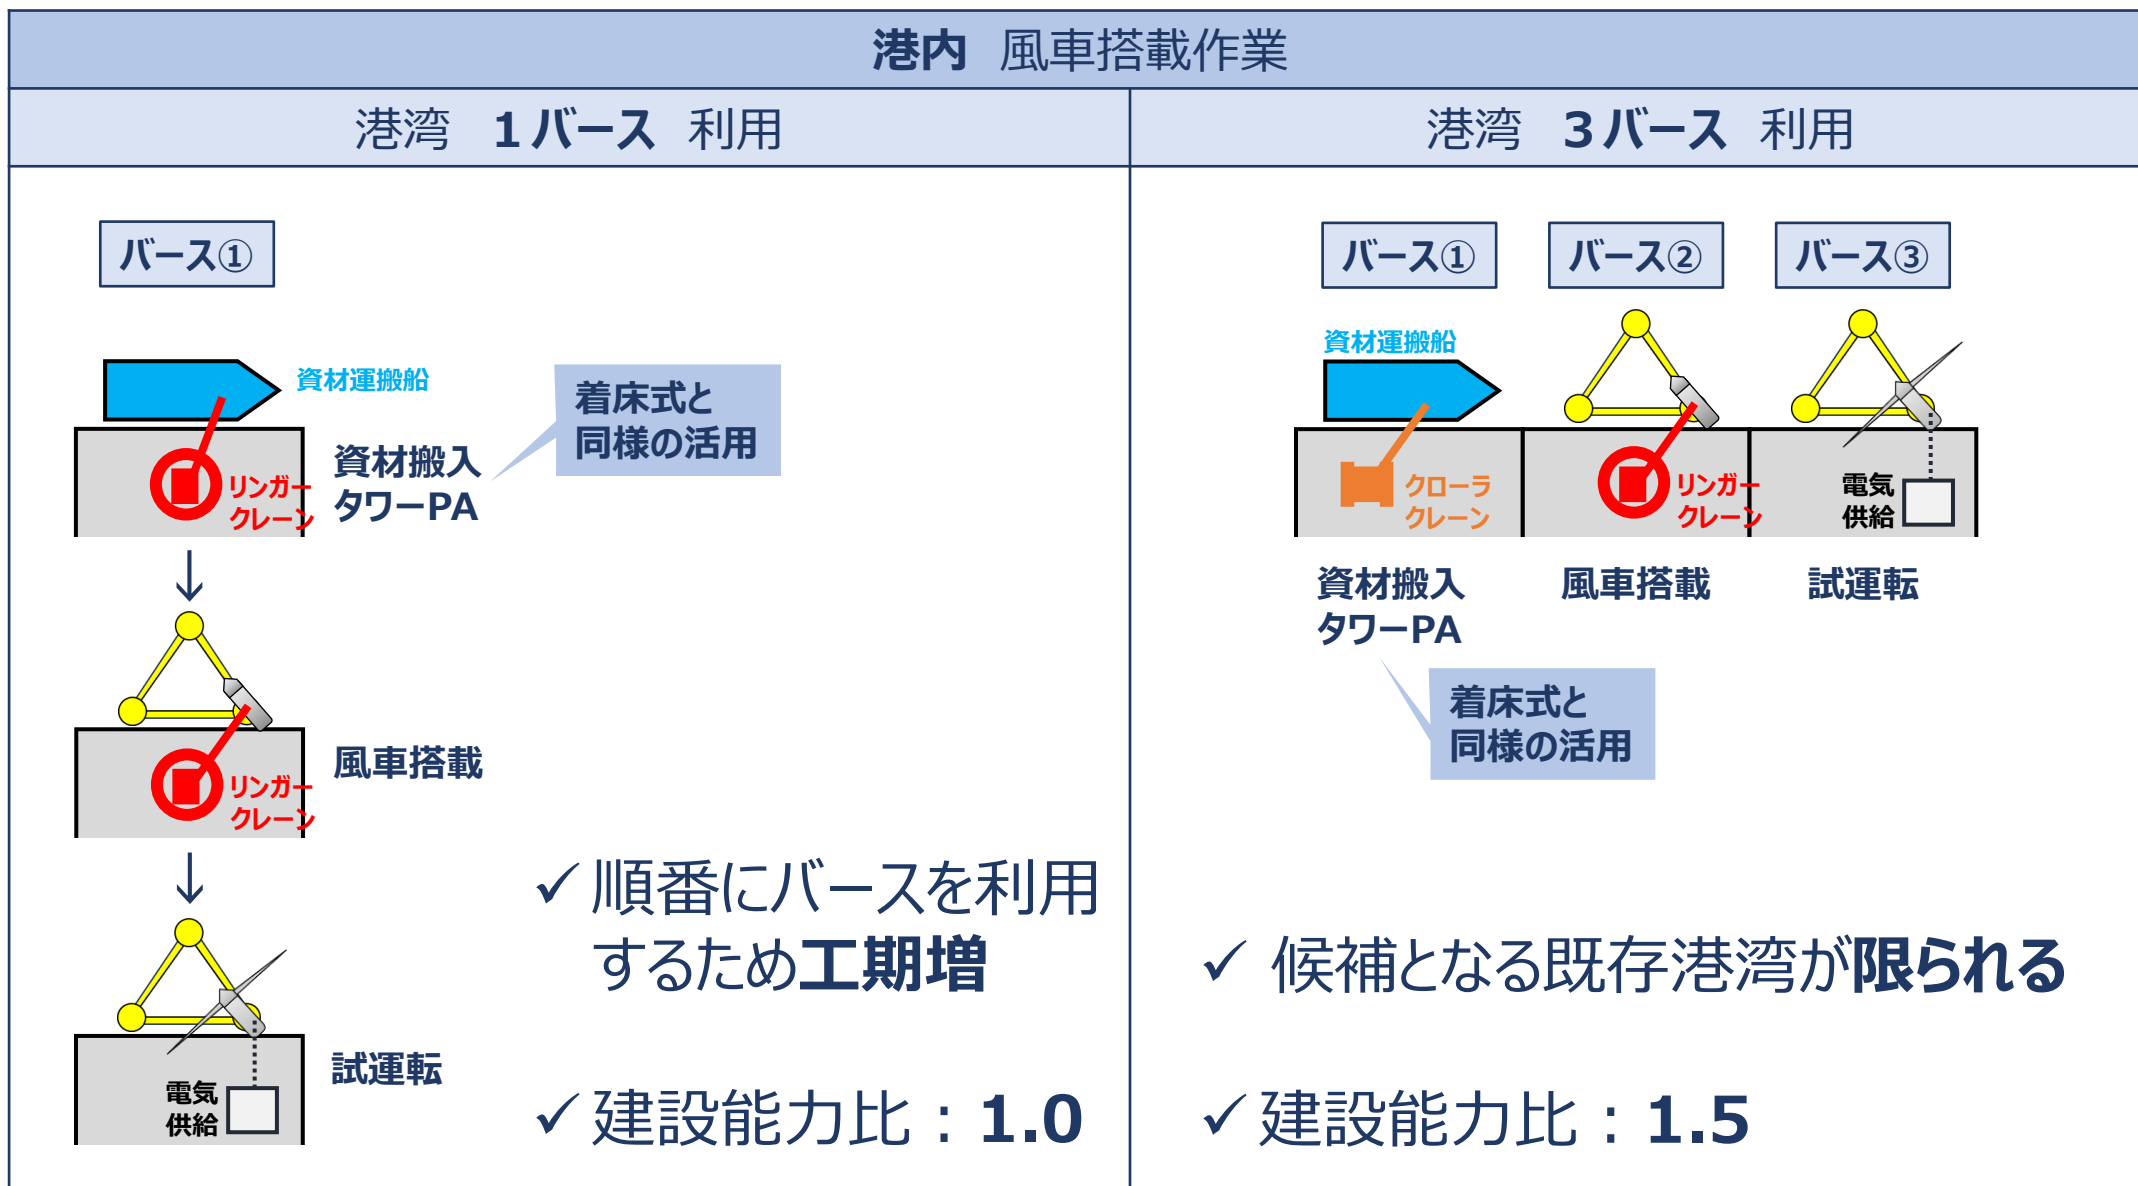 港内 風車搭載作業
港湾 1バース 利用
港湾 3バース 利用
バース①
資材運搬船
着床式と
同様の活用
資材搬入
タワーPA
リンガー
クレーン
↓
風車搭載
リンガー
クレーン
↓
試運転
電気
供給
✓順番にバースを利用
するため工期増
✓建設能力比：1.0
バース①
バース②
バース③
資材運搬船
クローラ
クレーン
リンガー
クレーン
電気
供給
資材搬入
タワーPA
風車搭載
試運転
着床式と
同様の活用
✓ 候補となる既存港湾が限られる
✓建設能力比：1.5